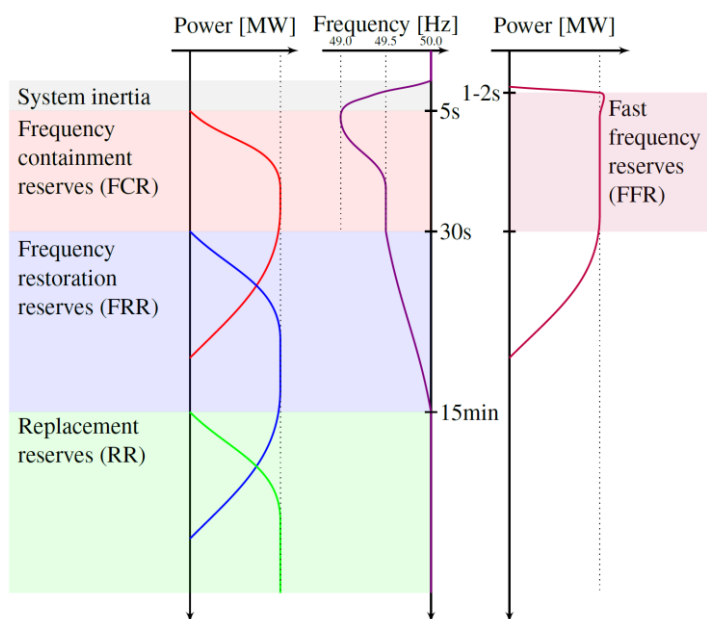 Power [MW]
Frequency [Hz]
Power [MW]
49.0
49.5
50.0
System inertia
1-2s
5s
Frequency
containment
reserves (FCR)
Fast
frequency
reserves
(FFR)
30s
Frequency
restoration
reserves (FRR)
15min
Replacement
reserves (RR)